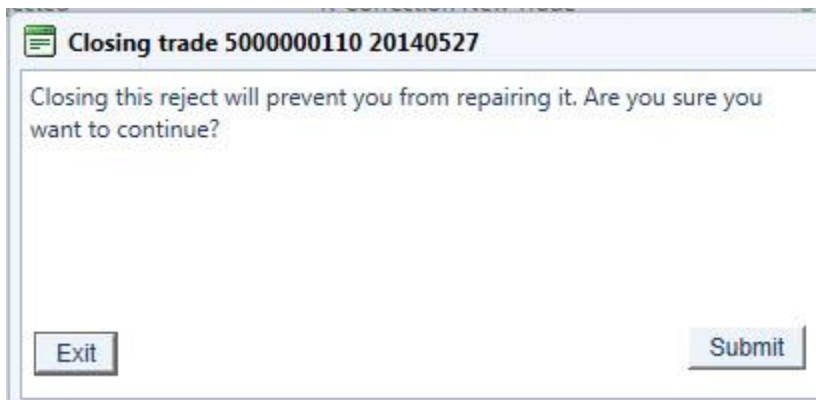 Closing trade 5000000110 20140527
Closing this reject will prevent you from repairing it. Are you sure you
want to continue?
Exit
Submit